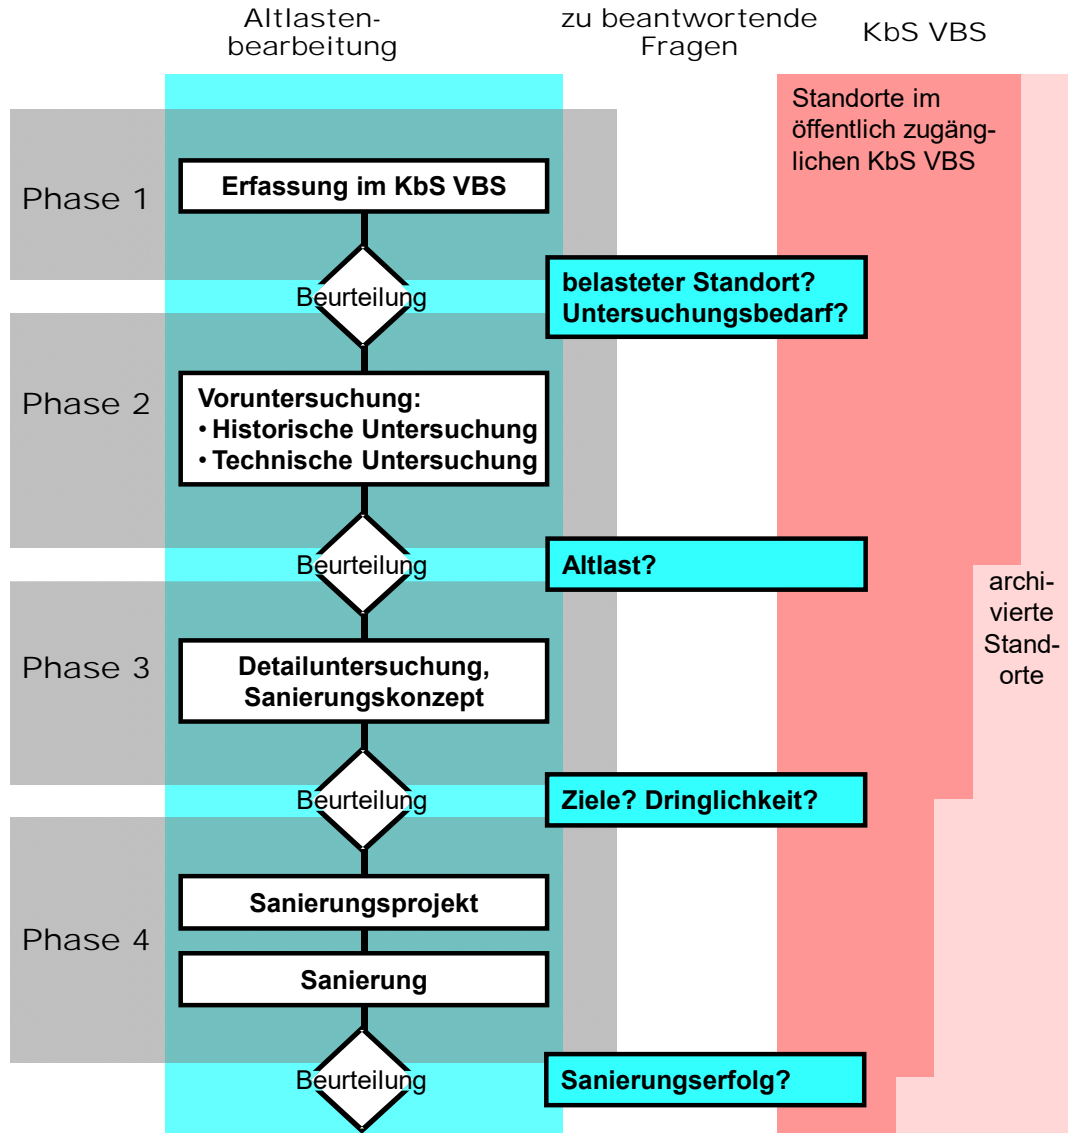 Altlasten-
bearbeitung
zu beantwortende
Fragen
KbS VBS
Standorte im
öffentlich zugäng-
lichen KbS VBS
Phase 1
Erfassung im KbS VBS
Beurteilung
belasteter Standort?
Untersuchungsbedarf?
Phase 2
Voruntersuchung:
• Historische Untersuchung
• Technische Untersuchung
Beurteilung
Altlast?
archi-
vierte
Stand-
orte
Phase 3
Detailuntersuchung,
Sanierungskonzept
Beurteilung
Ziele? Dringlichkeit?
Phase 4
Sanierungsprojekt
Sanierung
Beurteilung
Sanierungserfolg?